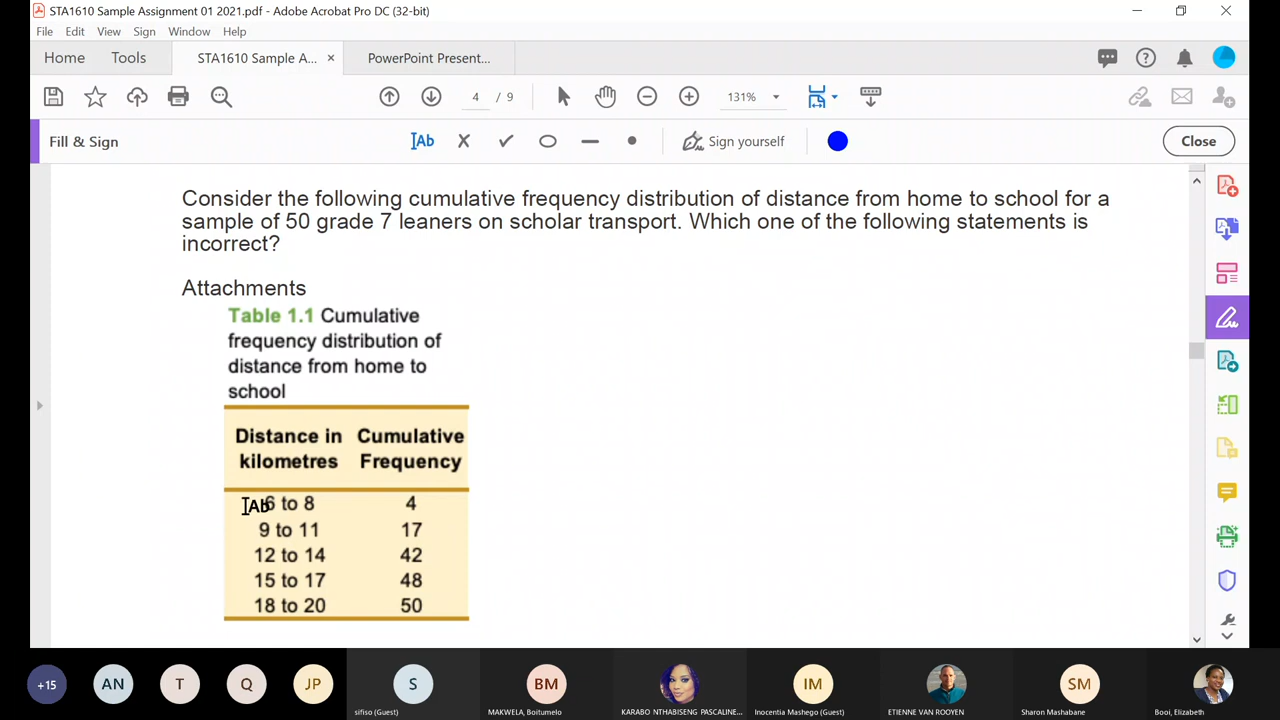 STA1610 Sample Assignment 01 2021.pdf - Adobe Acrobat Pro DC (32-bit)
File Edit View Sign Window Help
Home Tools STA1610 Sample A... × PowerPoint Present...
4 / 9 131%
Fill & Sign Ab Sign yourself Close
Consider the following cumulative frequency distribution of distance from home to school for a
sample of 50 grade 7 leaners on scholar transport. Which one of the following statements is
incorrect?
Attachments
Table 1.1 Cumulative
frequency distribution of
distance from home to
school
Distance in Cumulative
kilometres Frequency
Ab
6 to 8 4
9 to 11 17
12 to 14 42
15 to 17 48
18 to 20 50
+15 AN T Q JP S BM IM SM
sifiso (Guest) MAKWELA, Boitumelo KARABO NTHABISENG PASCALINE... Inocentia Mashego (Guest) ETIENNE VAN ROOYEN Sharon Mashabane Booi, Elizabeth